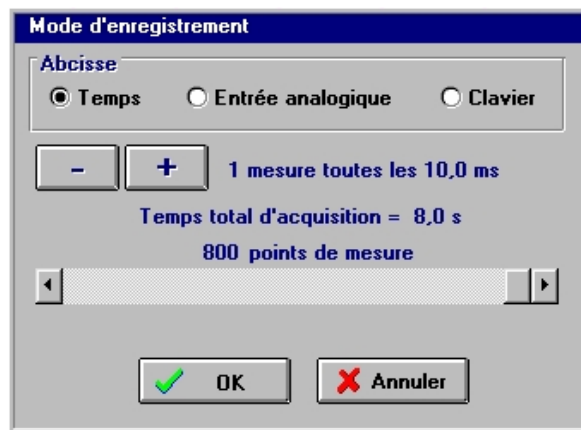 Mode d'enregistrement
Abcisse
Temps Entrée analogique Clavier
- + 1 mesure toutes les 10,0 ms
Temps total d'acquisition = 8,0 s
800 points de mesure
OK Annuler